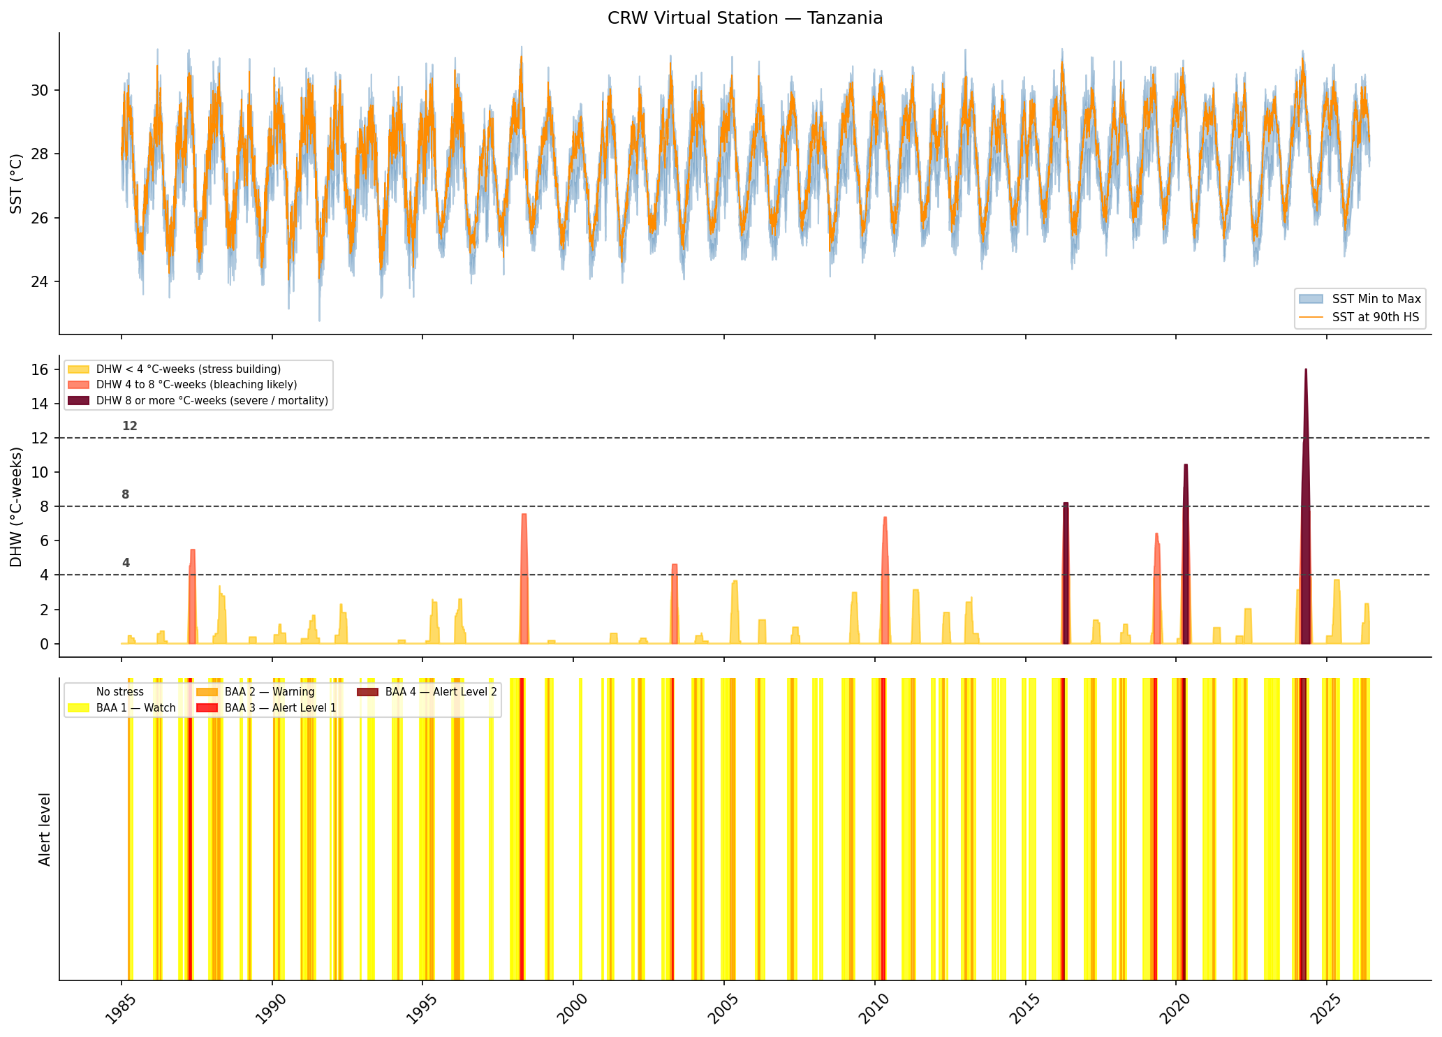 CRW Virtual Station — Tanzania
SST (°C)
30
28
26
24
SST Min to Max
SST at 90th HS
DHW (°C-weeks)
16
14
12
10
8
6
4
2
0
DHW < 4 °C-weeks (stress building)
DHW 4 to 8 °C-weeks (bleaching likely)
DHW 8 or more °C-weeks (severe / mortality)
12
8
4
Alert level
No stress
BAA 1 — Watch
BAA 2 — Warning
BAA 3 — Alert Level 1
BAA 4 — Alert Level 2
1985
1990
1995
2000
2005
2010
2015
2020
2025